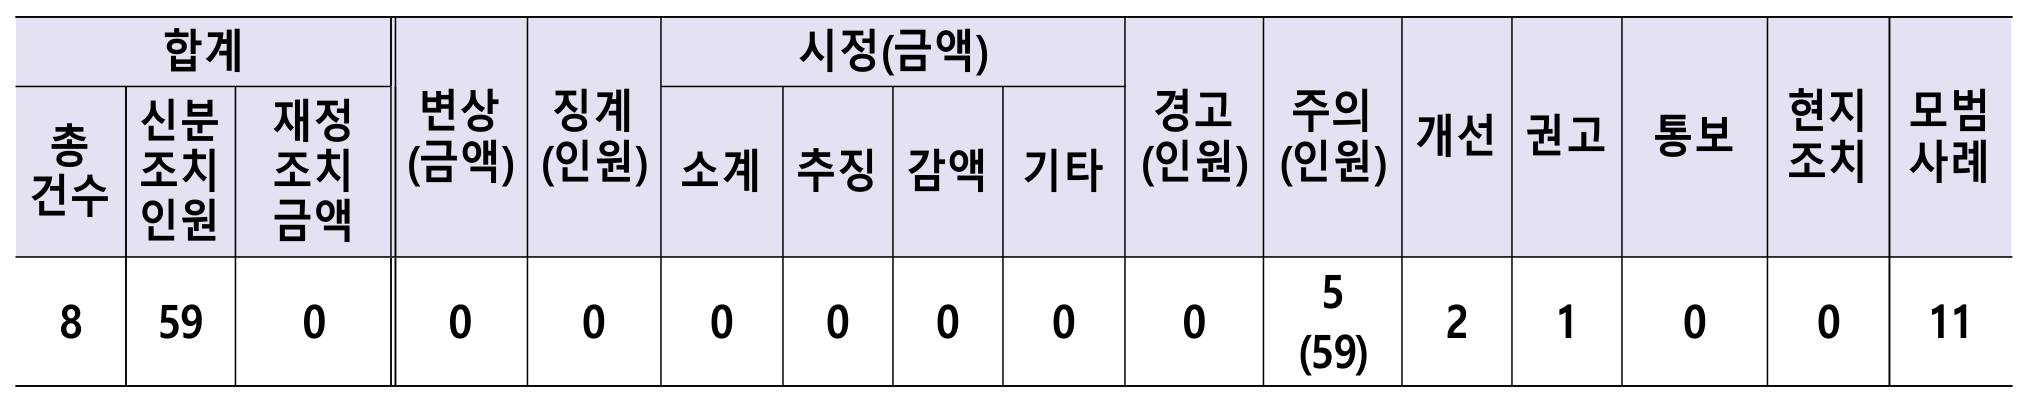 합계
변상
(금액)
징계
(인원)
시정(금액)
경고
(인원)
주의
(인원)
개선
권고
통보
현지
조치
모범
사례
총
건수
신분
조치
인원
재정
조치
금액
소계
추징
감액
기타
8
59
0
0
0
0
0
0
0
0
5
(59)
2
1
0
0
11